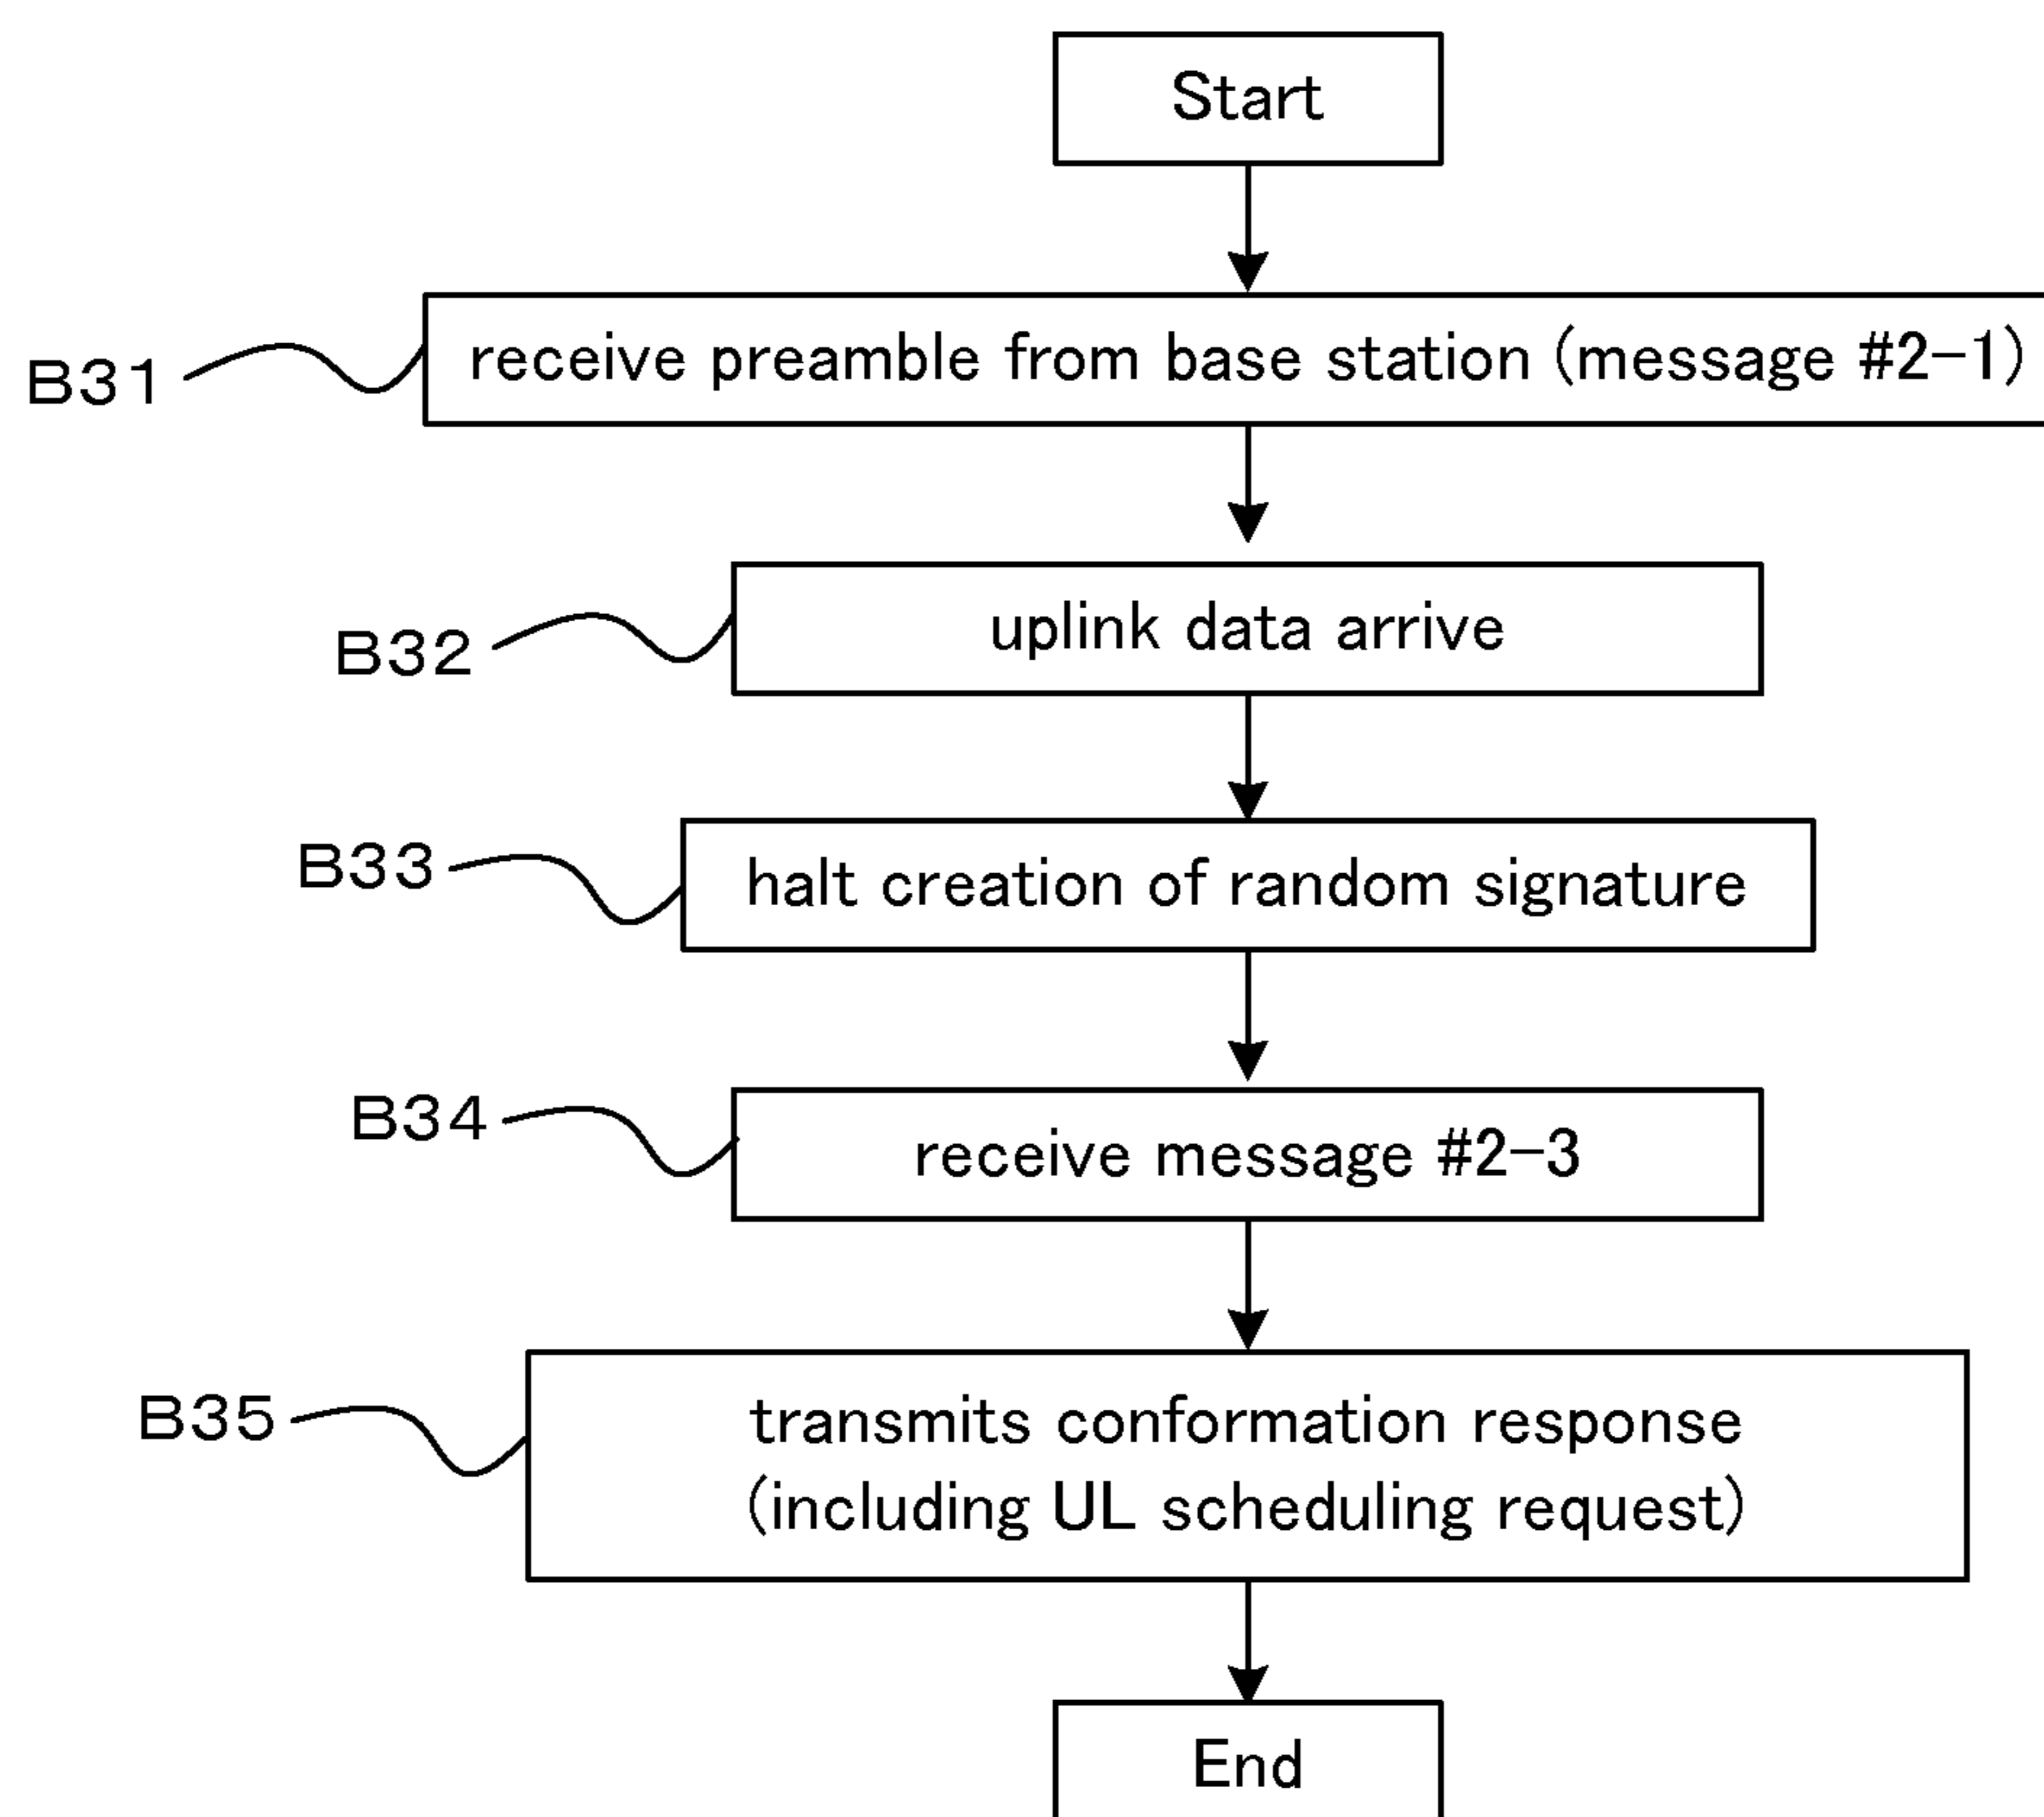 Start
B31
receive preamble from base station (message #2-1)
B32
uplink data arrive
B33
halt creation of random signature
B34
receive message #2-3
B35
transmits conformation response
(including UL scheduling request)
End